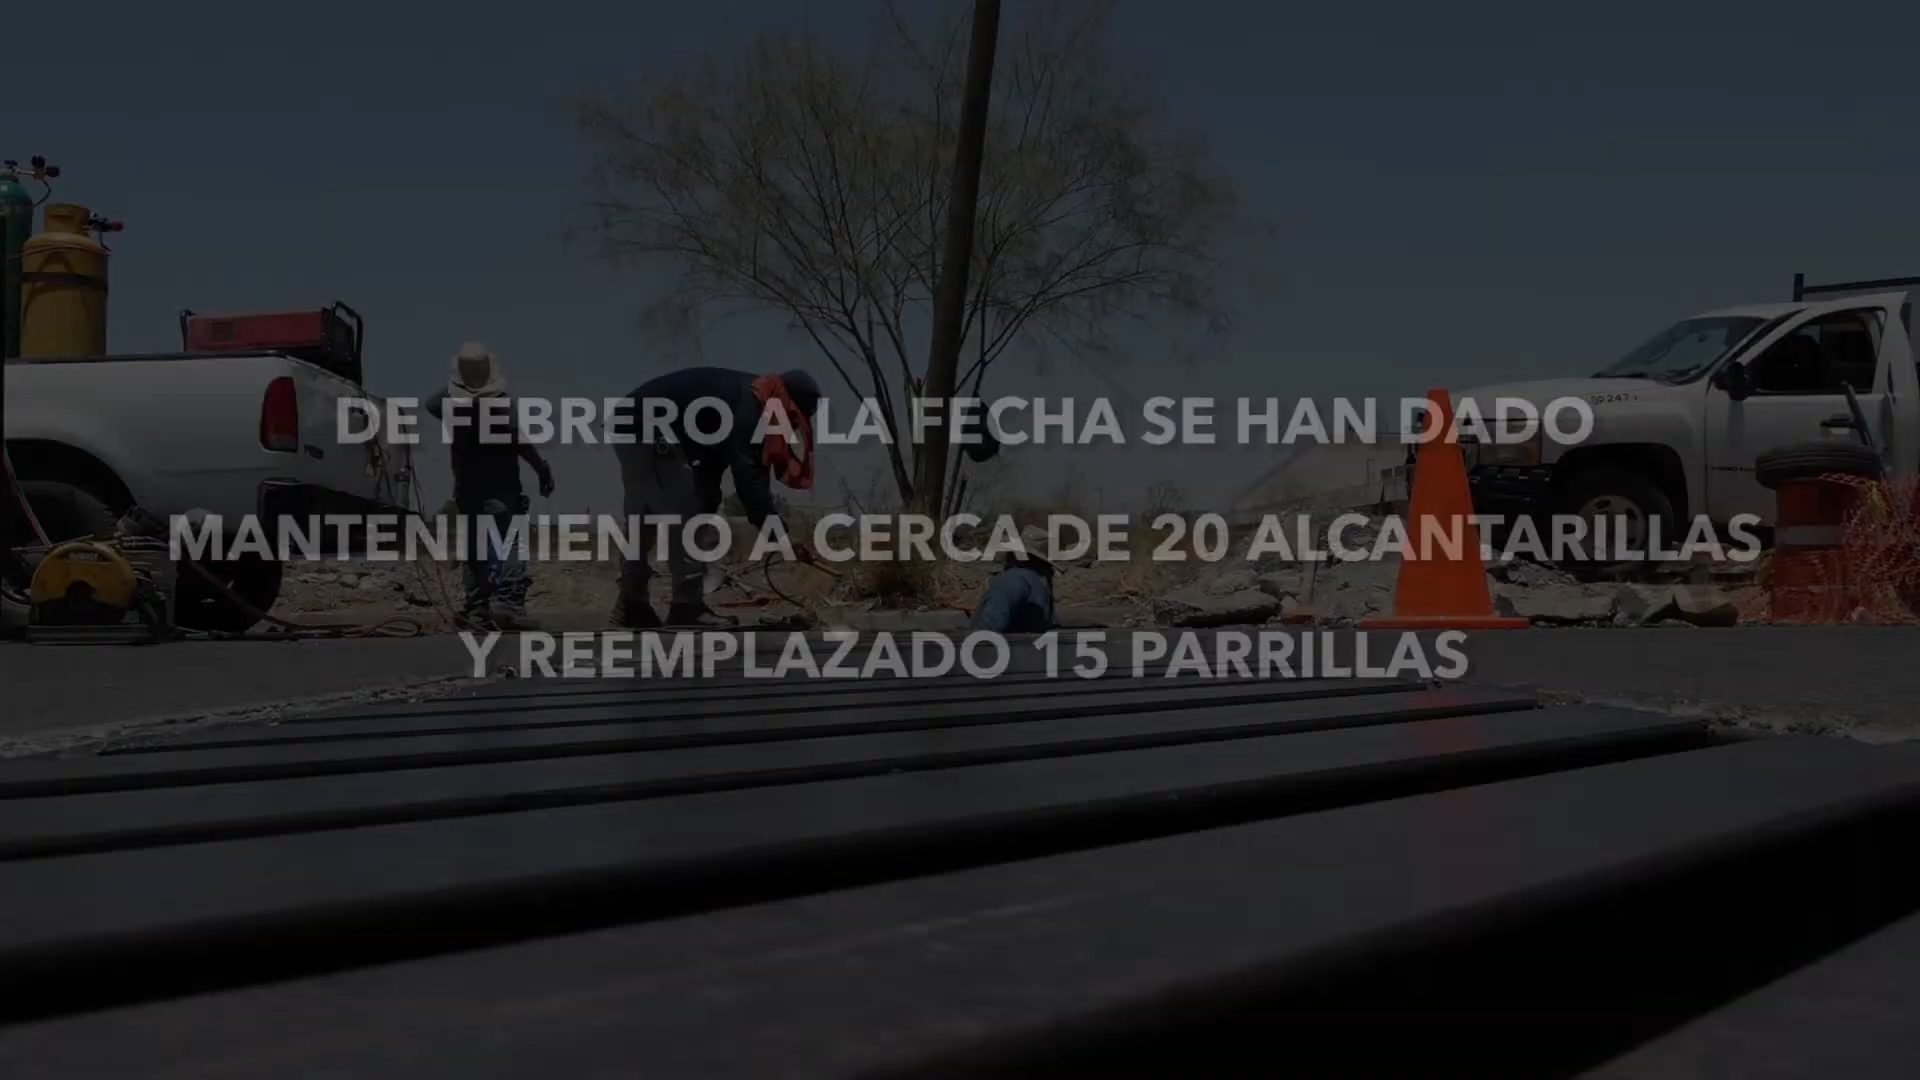 DE FEBRERO A LA FECHA SE HAN DADO
MANTENIMIENTO A CERCA DE 20 ALCANTARILLAS
Y REEMPLAZADO 15 PARRILLAS